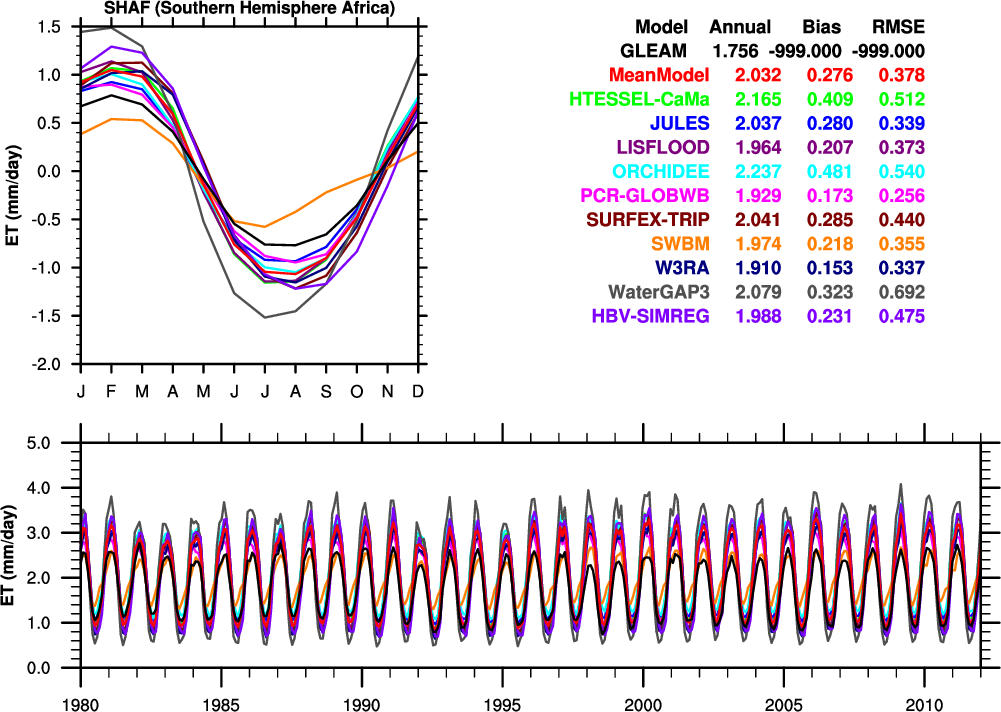 SHAF (Southern Hemisphere Africa)
1.5
1.0
0.5
0.0
-0.5
-1.0
-1.5
-2.0
ET (mm/day)
J F M A M J J A S O N D
Model Annual Bias RMSE
GLEAM 1.756 -999.000 -999.000
MeanModel 2.032 0.276 0.378
HTESSEL-CaMa 2.165 0.409 0.512
JULES 2.037 0.280 0.339
LISFLOOD 1.964 0.207 0.373
ORCHIDEE 2.237 0.481 0.540
PCR-GLOBWB 1.929 0.173 0.256
SURFEX-TRIP 2.041 0.285 0.440
SWBM 1.974 0.218 0.355
W3RA 1.910 0.153 0.337
WaterGAP3 2.079 0.323 0.692
HBV-SIMREG 1.988 0.231 0.475
5.0
4.0
3.0
2.0
1.0
0.0
ET (mm/day)
1980 1985 1990 1995 2000 2005 2010